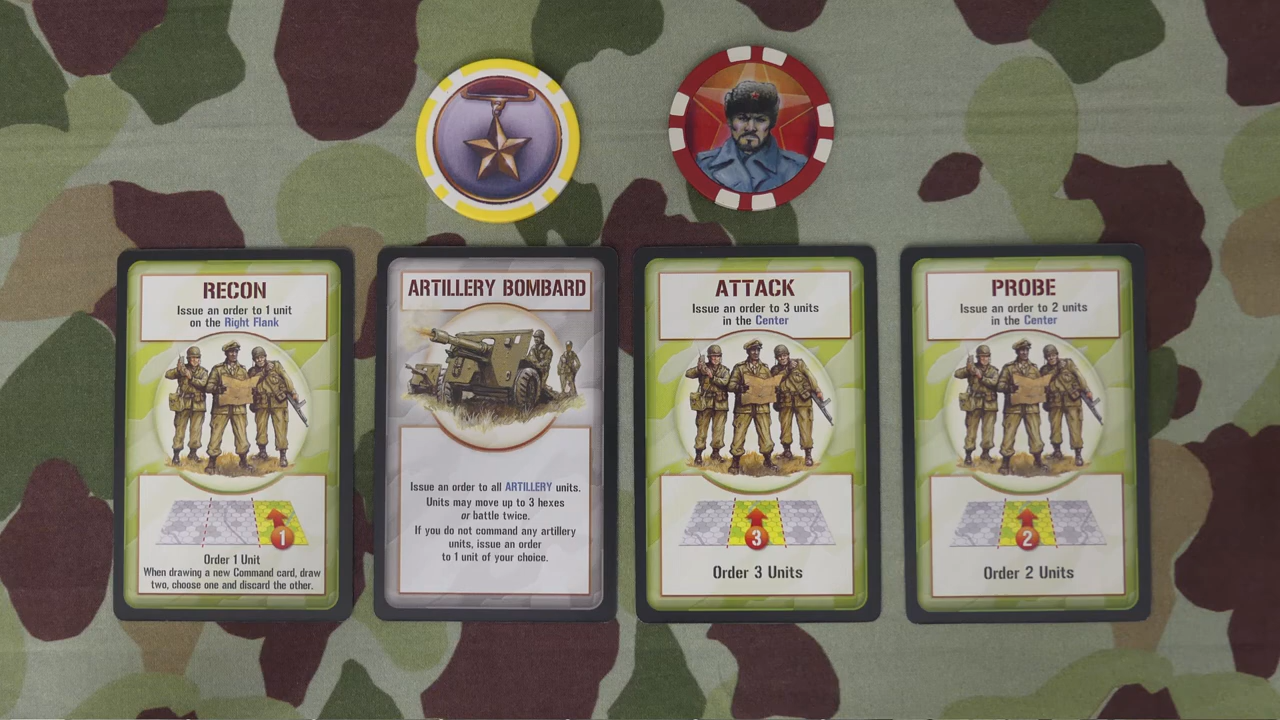 RECON
Issue an order to 1 unit
on the Right Flank
1
Order 1 Unit
When drawing a new Command card, draw
two, choose one and discard the other.
ARTILLERY BOMBARD
Issue an order to all ARTILLERY units.
Units may move up to 3 hexes
or battle twice.
If you do not command any artillery
units, issue an order
to 1 unit of your choice.
ATTACK
Issue an order to 3 units
in the Center
3
Order 3 Units
PROBE
Issue an order to 2 units
in the Center
2
Order 2 Units